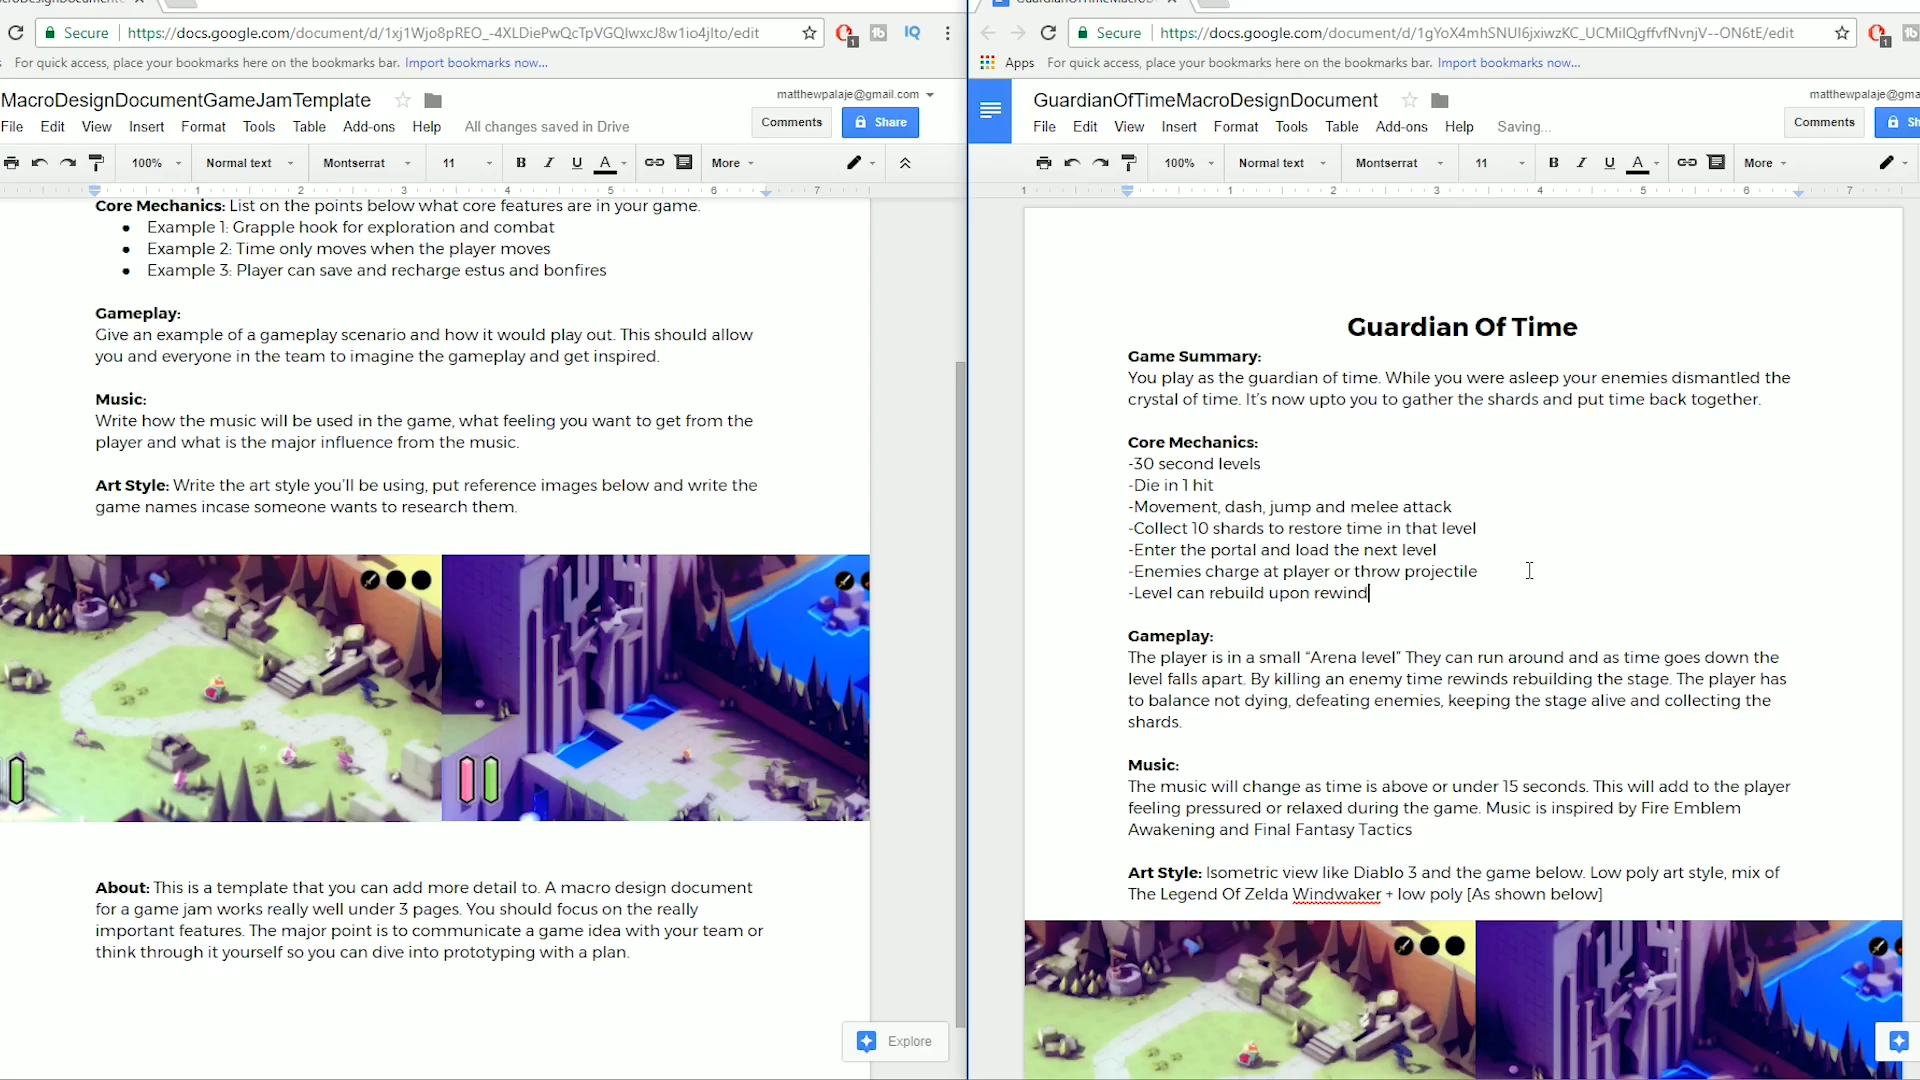 Secure https://docs.google.com/document/d/1xj1Wjo8pREO_-4XLDiePwQcTpVGQIwxcJ8w1io4jlto/edit
For quick access, place your bookmarks here on the bookmarks bar. Import bookmarks now...
MacroDesignDocumentGameJamTemplate
matthewpalaje@gmail.com
File Edit View Insert Format Tools Table Add-ons Help All changes saved in Drive
Comments Share
100% Normal text Montserrat 11 B I U A More
1 2 3 4 5 6 7
Core Mechanics: List on the points below what core features are in your game.
● Example 1: Grapple hook for exploration and combat
● Example 2: Time only moves when the player moves
● Example 3: Player can save and recharge estus and bonfires
Gameplay:
Give an example of a gameplay scenario and how it would play out. This should allow
you and everyone in the team to imagine the gameplay and get inspired.
Music:
Write how the music will be used in the game, what feeling you want to get from the
player and what is the major influence from the music.
Art Style: Write the art style you'll be using, put reference images below and write the
game names incase someone wants to research them.
About: This is a template that you can add more detail to. A macro design document
for a game jam works really well under 3 pages. You should focus on the really
important features. The major point is to communicate a game idea with your team or
think through it yourself so you can dive into prototyping with a plan.
Explore
Secure https://docs.google.com/document/d/1gYoX4mhSNUI6jxiwzKC_UCMiIQgffvfNvnjV--ON6tE/edit
Apps For quick access, place your bookmarks here on the bookmarks bar. Import bookmarks now...
GuardianOfTimeMacroDesignDocument
matthewpalaje@gma
File Edit View Insert Format Tools Table Add-ons Help Saving...
Comments Sh
100% Normal text Montserrat 11 B I U A More
1 1 2 3 4 5 6 7
Guardian Of Time
Game Summary:
You play as the guardian of time. While you were asleep your enemies dismantled the
crystal of time. It's now upto you to gather the shards and put time back together.
Core Mechanics:
-30 second levels
-Die in 1 hit
-Movement, dash, jump and melee attack
-Collect 10 shards to restore time in that level
-Enter the portal and load the next level
-Enemies charge at player or throw projectile
-Level can rebuild upon rewind
Gameplay:
The player is in a small “Arena level” They can run around and as time goes down the
level falls apart. By killing an enemy time rewinds rebuilding the stage. The player has
to balance not dying, defeating enemies, keeping the stage alive and collecting the
shards.
Music:
The music will change as time is above or under 15 seconds. This will add to the player
feeling pressured or relaxed during the game. Music is inspired by Fire Emblem
Awakening and Final Fantasy Tactics
Art Style: Isometric view like Diablo 3 and the game below. Low poly art style, mix of
The Legend Of Zelda Windwaker + low poly [As shown below]